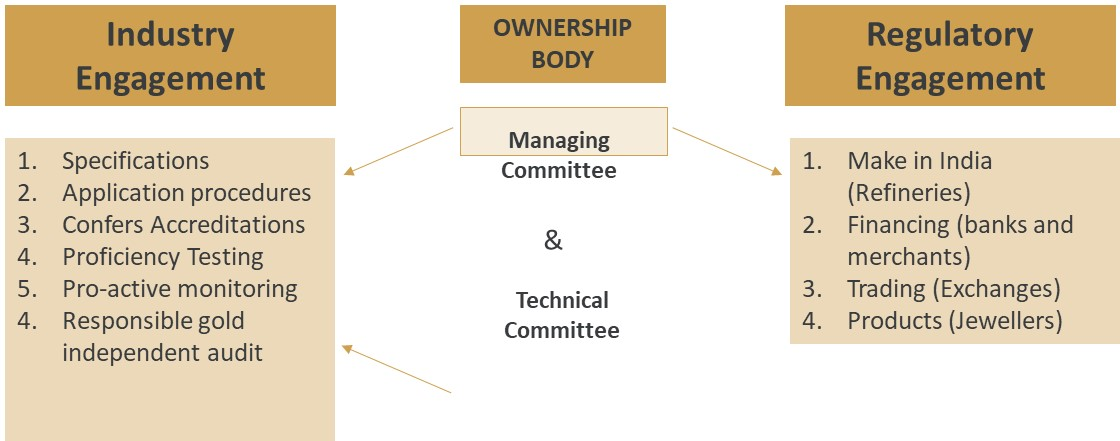 Industry
Engagement
1. Specifications
2. Application procedures
3. Confers Accreditations
4. Proficiency Testing
5. Pro-active monitoring
4. Responsible gold
independent audit
OWNERSHIP
BODY
Managing
Committee
&
Technical
Committee
Regulatory
Engagement
1. Make in India
(Refineries)
2. Financing (banks and
merchants)
3. Trading (Exchanges)
4. Products (Jewellers)